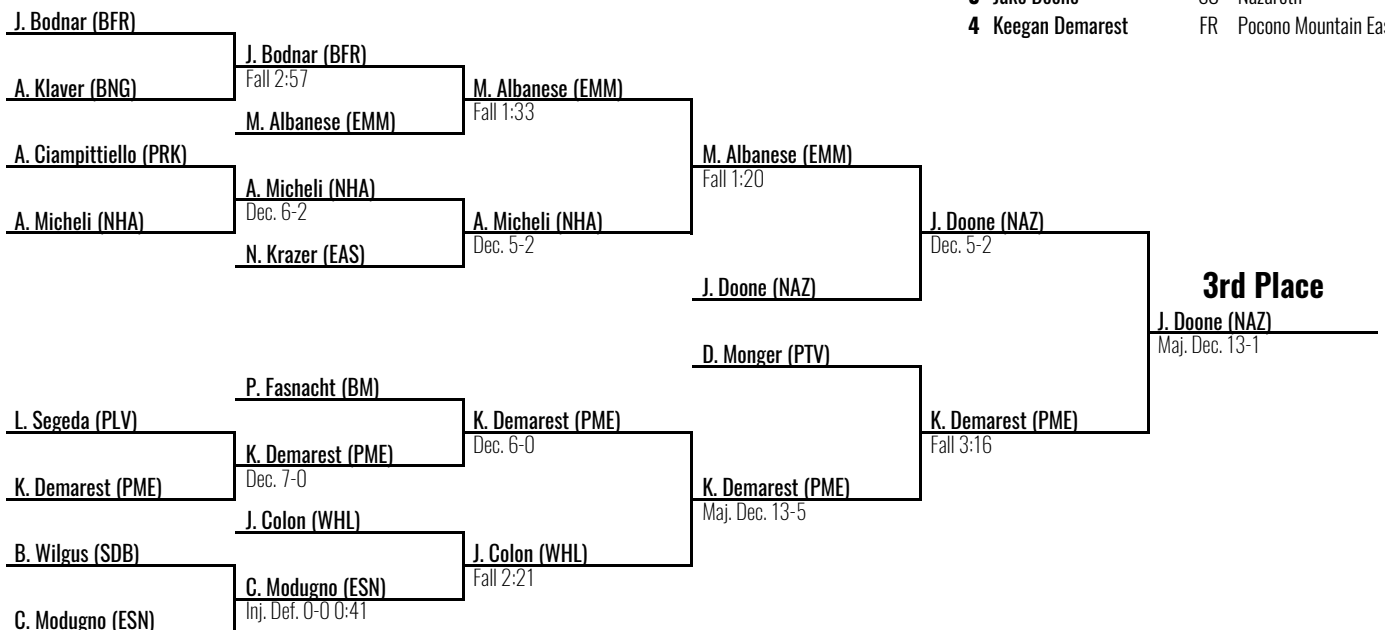 3 Jake Doone SO Nazareth
4 Keegan Demarest FR Pocono Mountain
J. Bodnar (BFR)
J. Bodnar (BFR)
Fall 2:57
A. Klaver (BNG)
M. Albanese (EMM)
Fall 1:33
M. Albanese (EMM)
A. Ciampittiello (PRK)
M. Albanese (EMM)
Fall 1:20
A. Micheli (NHA)
Dec. 6-2
A. Micheli (NHA)
A. Micheli (NHA)
Dec. 5-2
J. Doone (NAZ)
Dec. 5-2
N. Krazer (EAS)
J. Doone (NAZ)
3rd Place
J. Doone (NAZ)
Maj. Dec. 13-1
D. Monger (PTV)
P. Fasnacht (BM)
L. Segeda (PLV)
K. Demarest (PME)
Dec. 6-0
K. Demarest (PME)
Fall 3:16
K. Demarest (PME)
Dec. 7-0
K. Demarest (PME)
K. Demarest (PME)
Maj. Dec. 13-5
J. Colon (WHL)
B. Wilgus (SDB)
J. Colon (WHL)
Fall 2:21
C. Modugno (ESN)
Inj. Def. 0-0 0:41
C. Modugno (ESN)